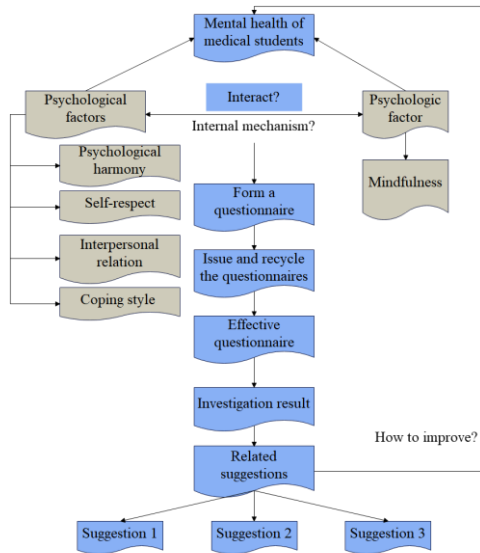 Mental health of
medical students
Interact?
Psychological
factors
Psychologic
factor
Internal mechanism?
Psychological
harmony
Mindfulness
Self-respect
Form a
questionnaire
Interpersonal
relation
Issue and recycle
the questionnaires
Coping style
Effective
questionnaire
Investigation result
How to improve?
Related
suggestions
Suggestion 1
Suggestion 2
Suggestion 3